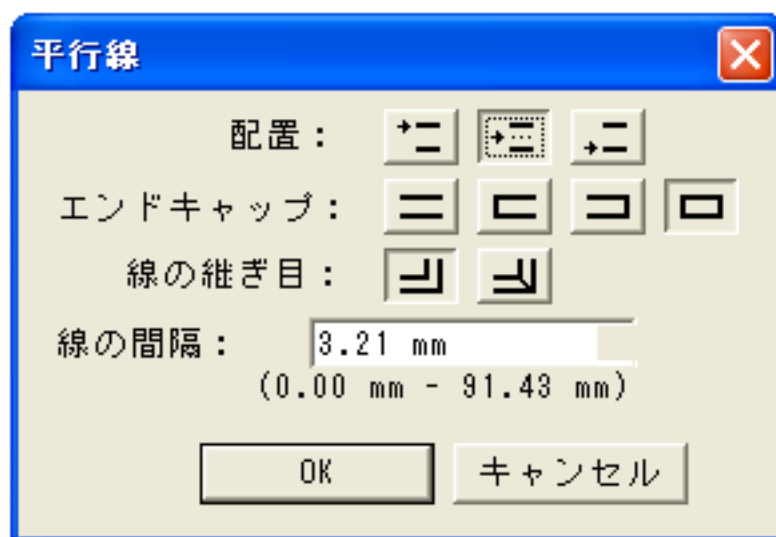 平行線
配置：
エンドキャップ：
線の継ぎ目：
線の間隔： 3.21 mm
(0.00 mm - 91.43 mm)
OK キャンセル